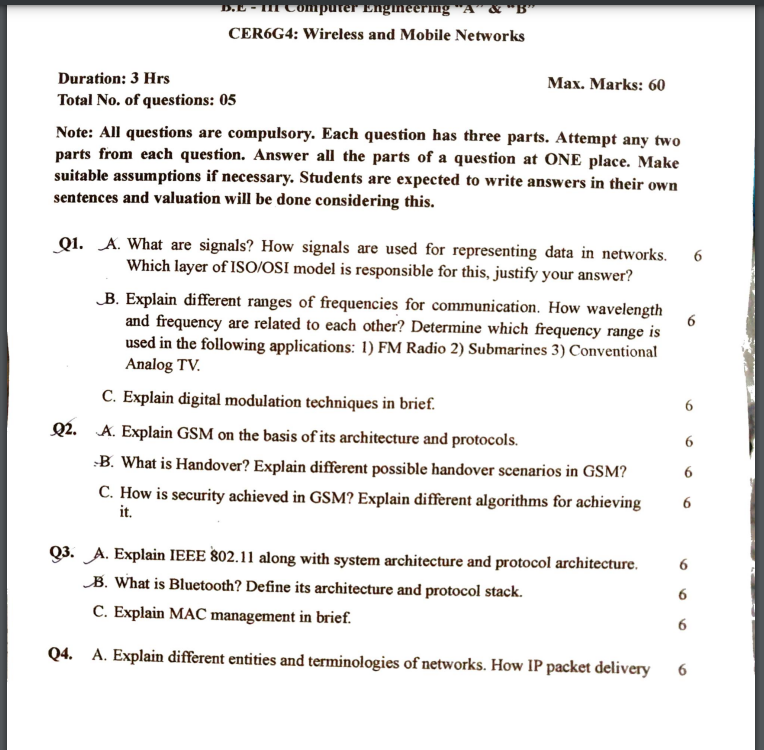 B.E - III Computer Engineering "A" & "B"
CER6G4: Wireless and Mobile Networks
Duration: 3 Hrs
Max. Marks: 60
Total No. of questions: 05
Note: All questions are compulsory. Each question has three parts. Attempt any two
parts from each question. Answer all the parts of a question at ONE place. Make
suitable assumptions if necessary. Students are expected to write answers in their own
sentences and valuation will be done considering this.
Q1. A. What are signals? How signals are used for representing data in networks. 6
Which layer of ISO/OSI model is responsible for this, justify your answer?
B. Explain different ranges of frequencies for communication. How wavelength 6
and frequency are related to each other? Determine which frequency range is
used in the following applications: 1) FM Radio 2) Submarines 3) Conventional
Analog TV.
C. Explain digital modulation techniques in brief. 6
Q2. A. Explain GSM on the basis of its architecture and protocols. 6
B. What is Handover? Explain different possible handover scenarios in GSM? 6
C. How is security achieved in GSM? Explain different algorithms for achieving 6
it.
Q3. A. Explain IEEE 802.11 along with system architecture and protocol architecture. 6
B. What is Bluetooth? Define its architecture and protocol stack. 6
C. Explain MAC management in brief. 6
Q4. A. Explain different entities and terminologies of networks. How IP packet delivery 6